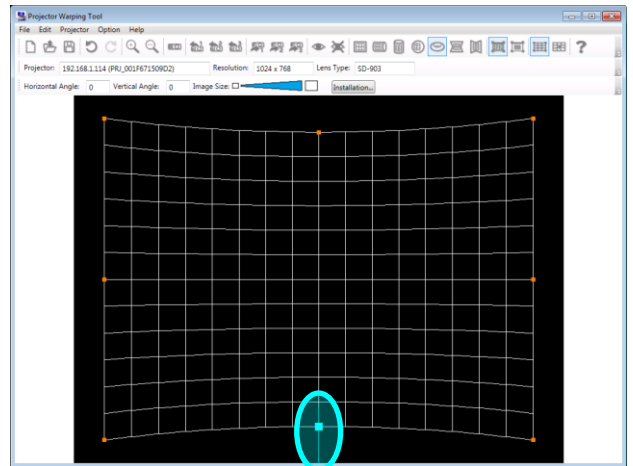 Projector Warping Tool
File Edit Projector Option Help
Projector: 192.168.1.114 (PRJ_001F671509D2) Resolution: 1024 x 768 Lens Type: SD-903
Horizontal Angle: 0 Vertical Angle: 0 Image Size: Installation...